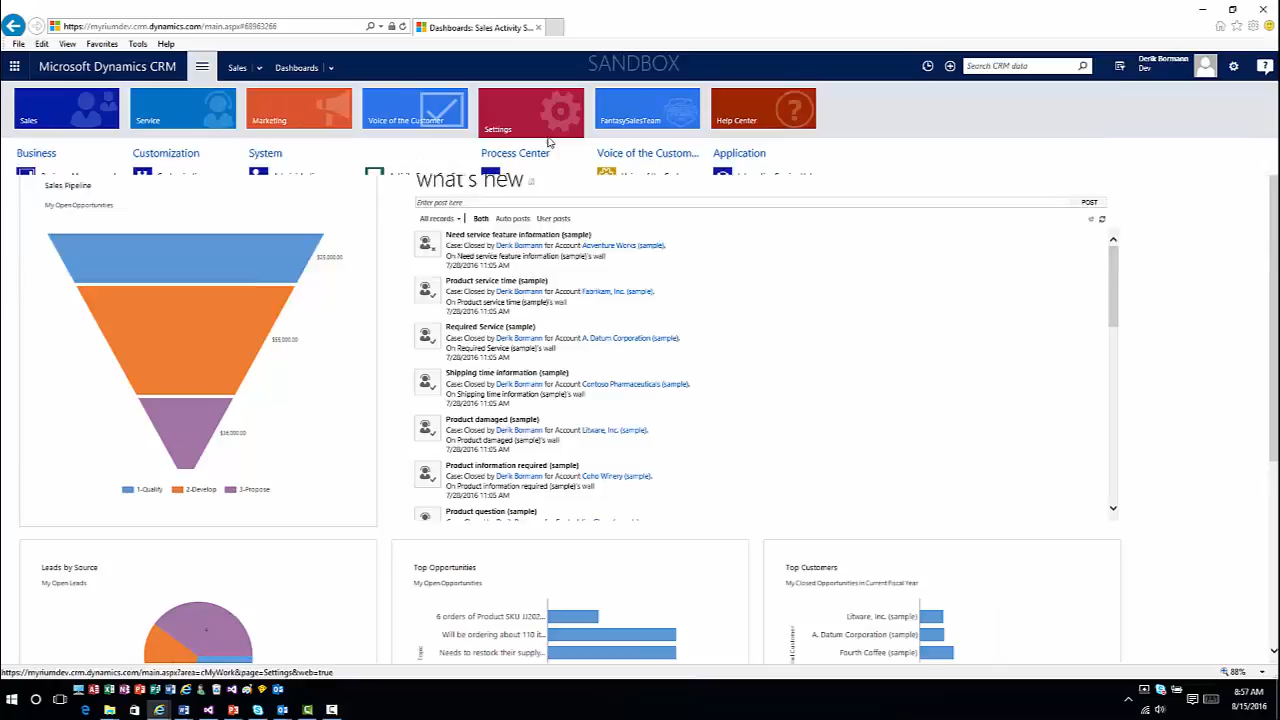 https://myriumdev.crm.dynamics.com/main.aspx#68963266
Dashboards: Sales Activity S...
File Edit View Favorites Tools Help
Microsoft Dynamics CRM
Sales
Dashboards
SANDBOX
Search CRM data
Derik Bormann
Dev
Sales
Service
Marketing
Voice of the Customer
Settings
FantasySalesTeam
Help Center
Business
Customization
System
Process Center
Voice of the Custom...
Application
Sales Pipeline
My Open Opportunities
$25,000.00
$55,000.00
$36,000.00
1-Qualify 2-Develop 3-Propose
what's new
Enter post here
POST
All records Both Auto posts User posts
Need service feature information (sample)
Case: Closed by Derik Bormann for Account Adventure Works (sample).
On Need service feature information (sample)'s wall
7/28/2016 11:05 AM
Product service time (sample)
Case: Closed by Derik Bormann for Account Fabrikam, Inc. (sample).
On Product service time (sample)'s wall
7/28/2016 11:05 AM
Required Service (sample)
Case: Closed by Derik Bormann for Account A. Datum Corporation (sample).
On Required Service (sample)'s wall
7/28/2016 11:05 AM
Shipping time information (sample)
Case: Closed by Derik Bormann for Account Contoso Pharmaceuticals (sample).
On Shipping time information (sample)'s wall
7/28/2016 11:05 AM
Product damaged (sample)
Case: Closed by Derik Bormann for Account Litware, Inc. (sample).
On Product damaged (sample)'s wall
7/28/2016 11:05 AM
Product information required (sample)
Case: Closed by Derik Bormann for Account Coho Winery (sample).
On Product information required (sample)'s wall
7/28/2016 11:05 AM
Product question (sample)
Leads by Source
My Open Leads
Top Opportunities
My Open Opportunities
Topic
6 orders of Product SKU JJ202...
Will be ordering about 110 it...
Needs to restock their supply...
Top Customers
My Closed Opportunities in Current Fiscal Year
Customer
Litware, Inc. (sample)
A. Datum Corporation (sample)
Fourth Coffee (sample)
https://myriumdev.crm.dynamics.com/main.aspx?area=cMyWork&page=Settings&web=true
88%
8:57 AM
8/15/2016